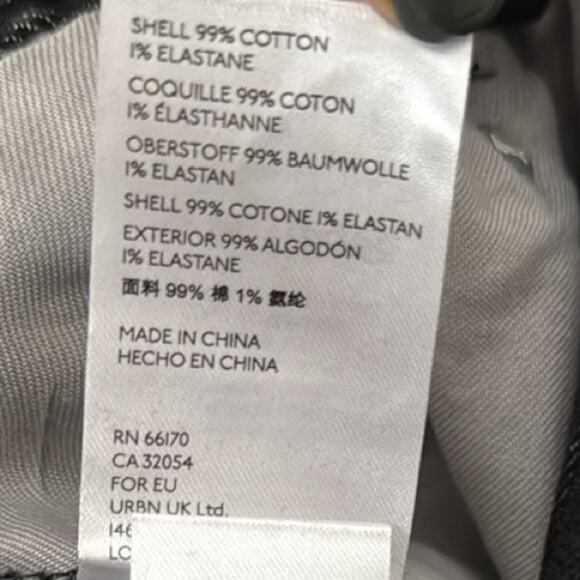 SHELL 99% COTTON
1% ELASTANE
COQUILLE 99% COTON
1% ÉLASTHANNE
OBERSTOFF 99% BAUMWOLLE
1% ELASTAN
SHELL 99% COTONE 1% ELASTAN
EXTERIOR 99% ALGODÓN
1% ELASTANE
面料 99% 棉 1% 氨纶
MADE IN CHINA
HECHO EN CHINA
RN 66170
CA 32054
FOR EU
URBN UK Ltd.
146
LO